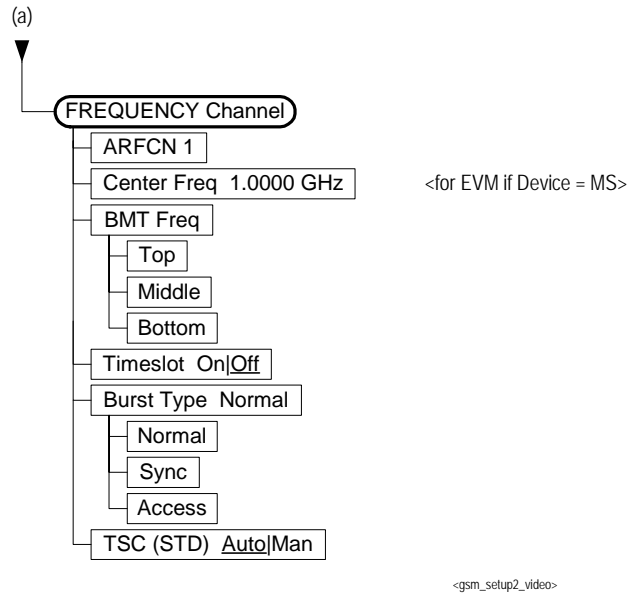 (a)
FREQUENCY Channel
ARFCN 1
Center Freq 1.0000 GHz <for EVM if Device = MS>
BMT Freq
Top
Middle
Bottom
Timeslot On|Off
Burst Type Normal
Normal
Sync
Access
TSC (STD) Auto|Man
<gsm_setup2_video>